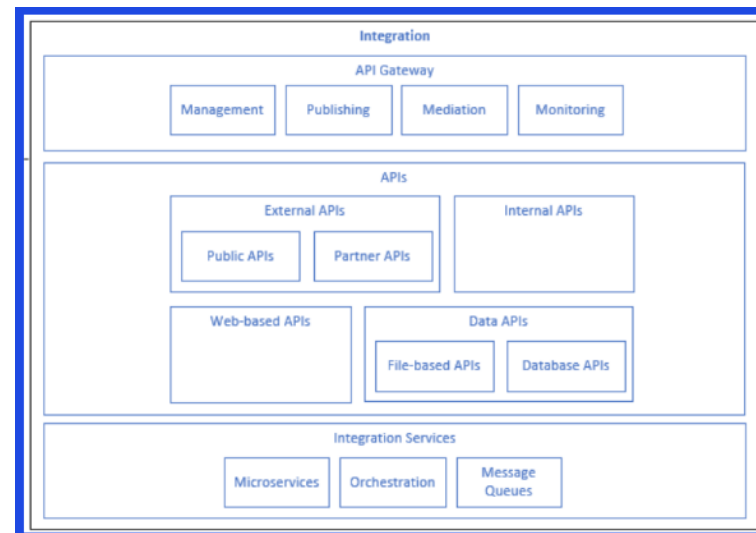 Integration
API Gateway
Management
Publishing
Mediation
Monitoring
APIs
External APIs
Public APIs
Partner APIs
Internal APIs
Web-based APIs
Data APIs
File-based APIs
Database APIs
Integration Services
Microservices
Orchestration
Message
Queues